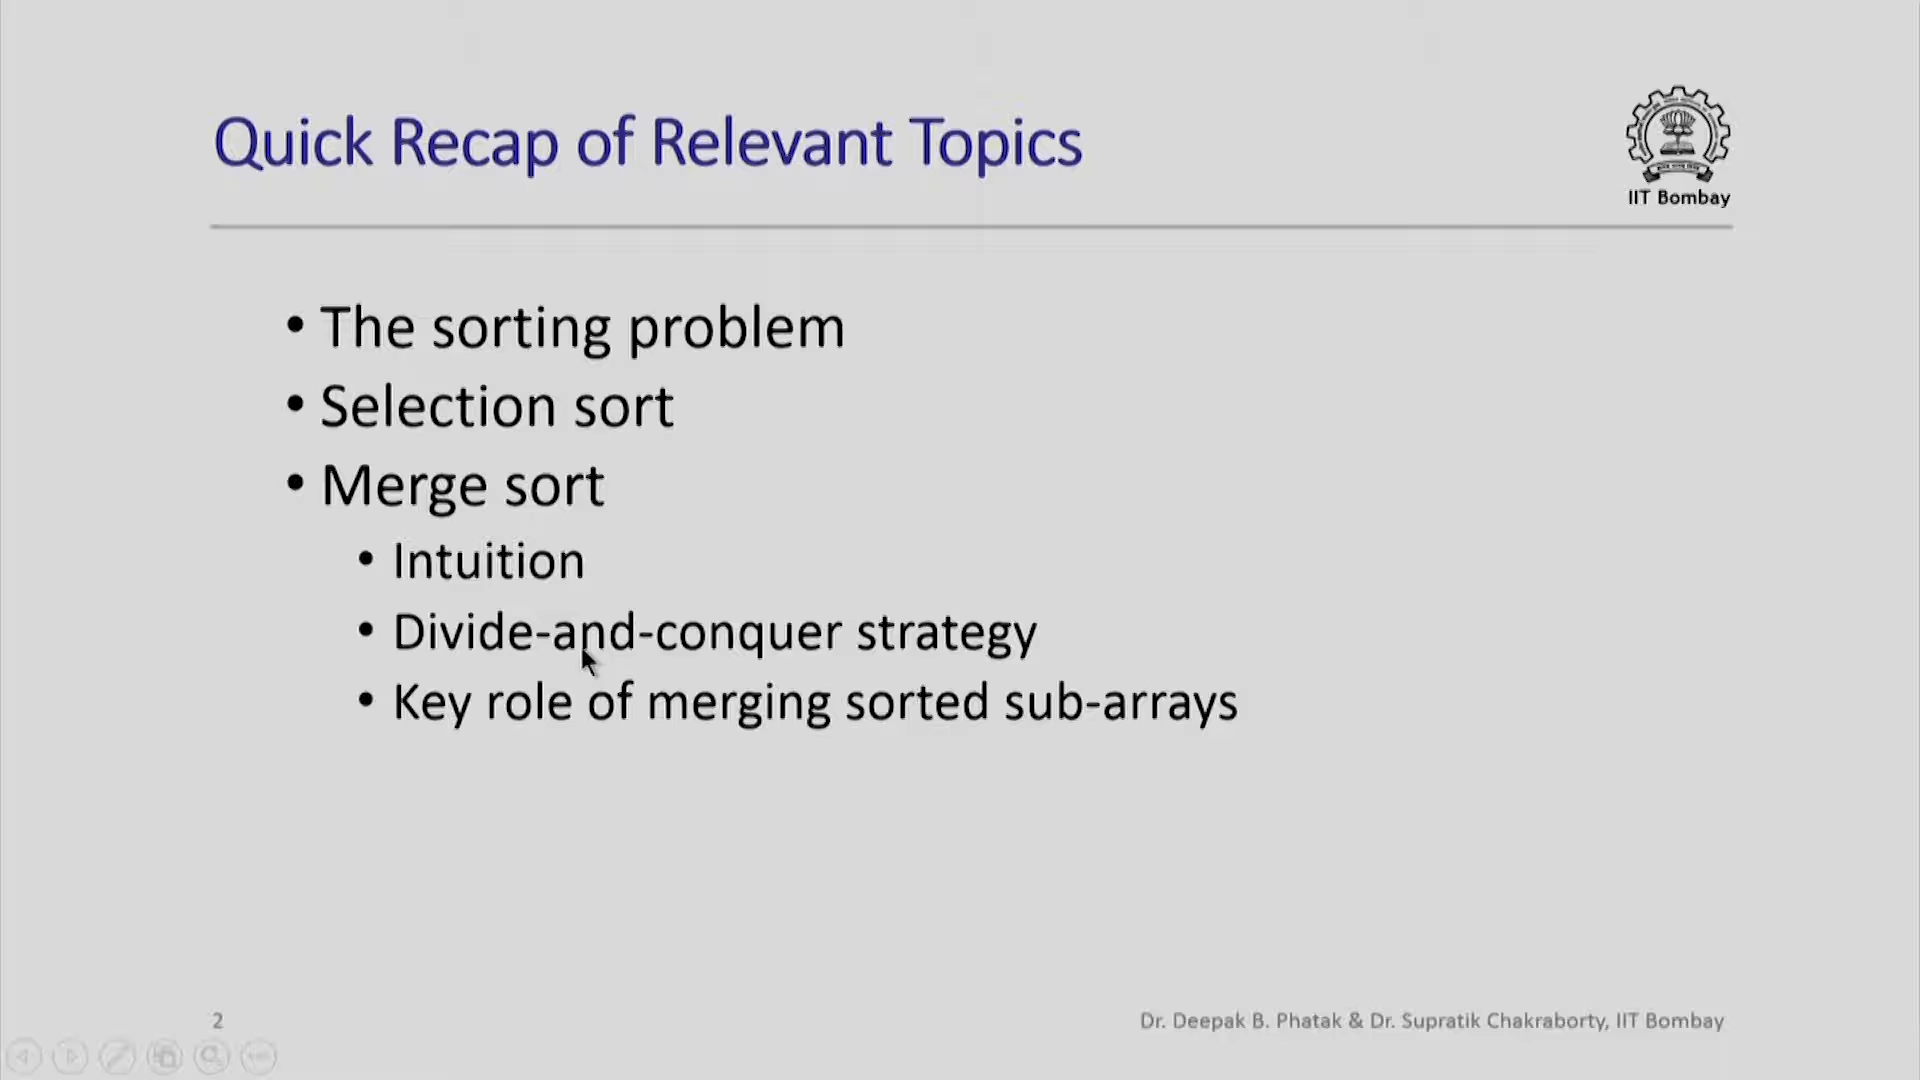 Quick Recap of Relevant Topics
IIT Bombay
• The sorting problem
• Selection sort
• Merge sort
• Intuition
• Divide-and-conquer strategy
• Key role of merging sorted sub-arrays
2
Dr. Deepak B. Phatak & Dr. Supratik Chakraborty, IIT Bombay